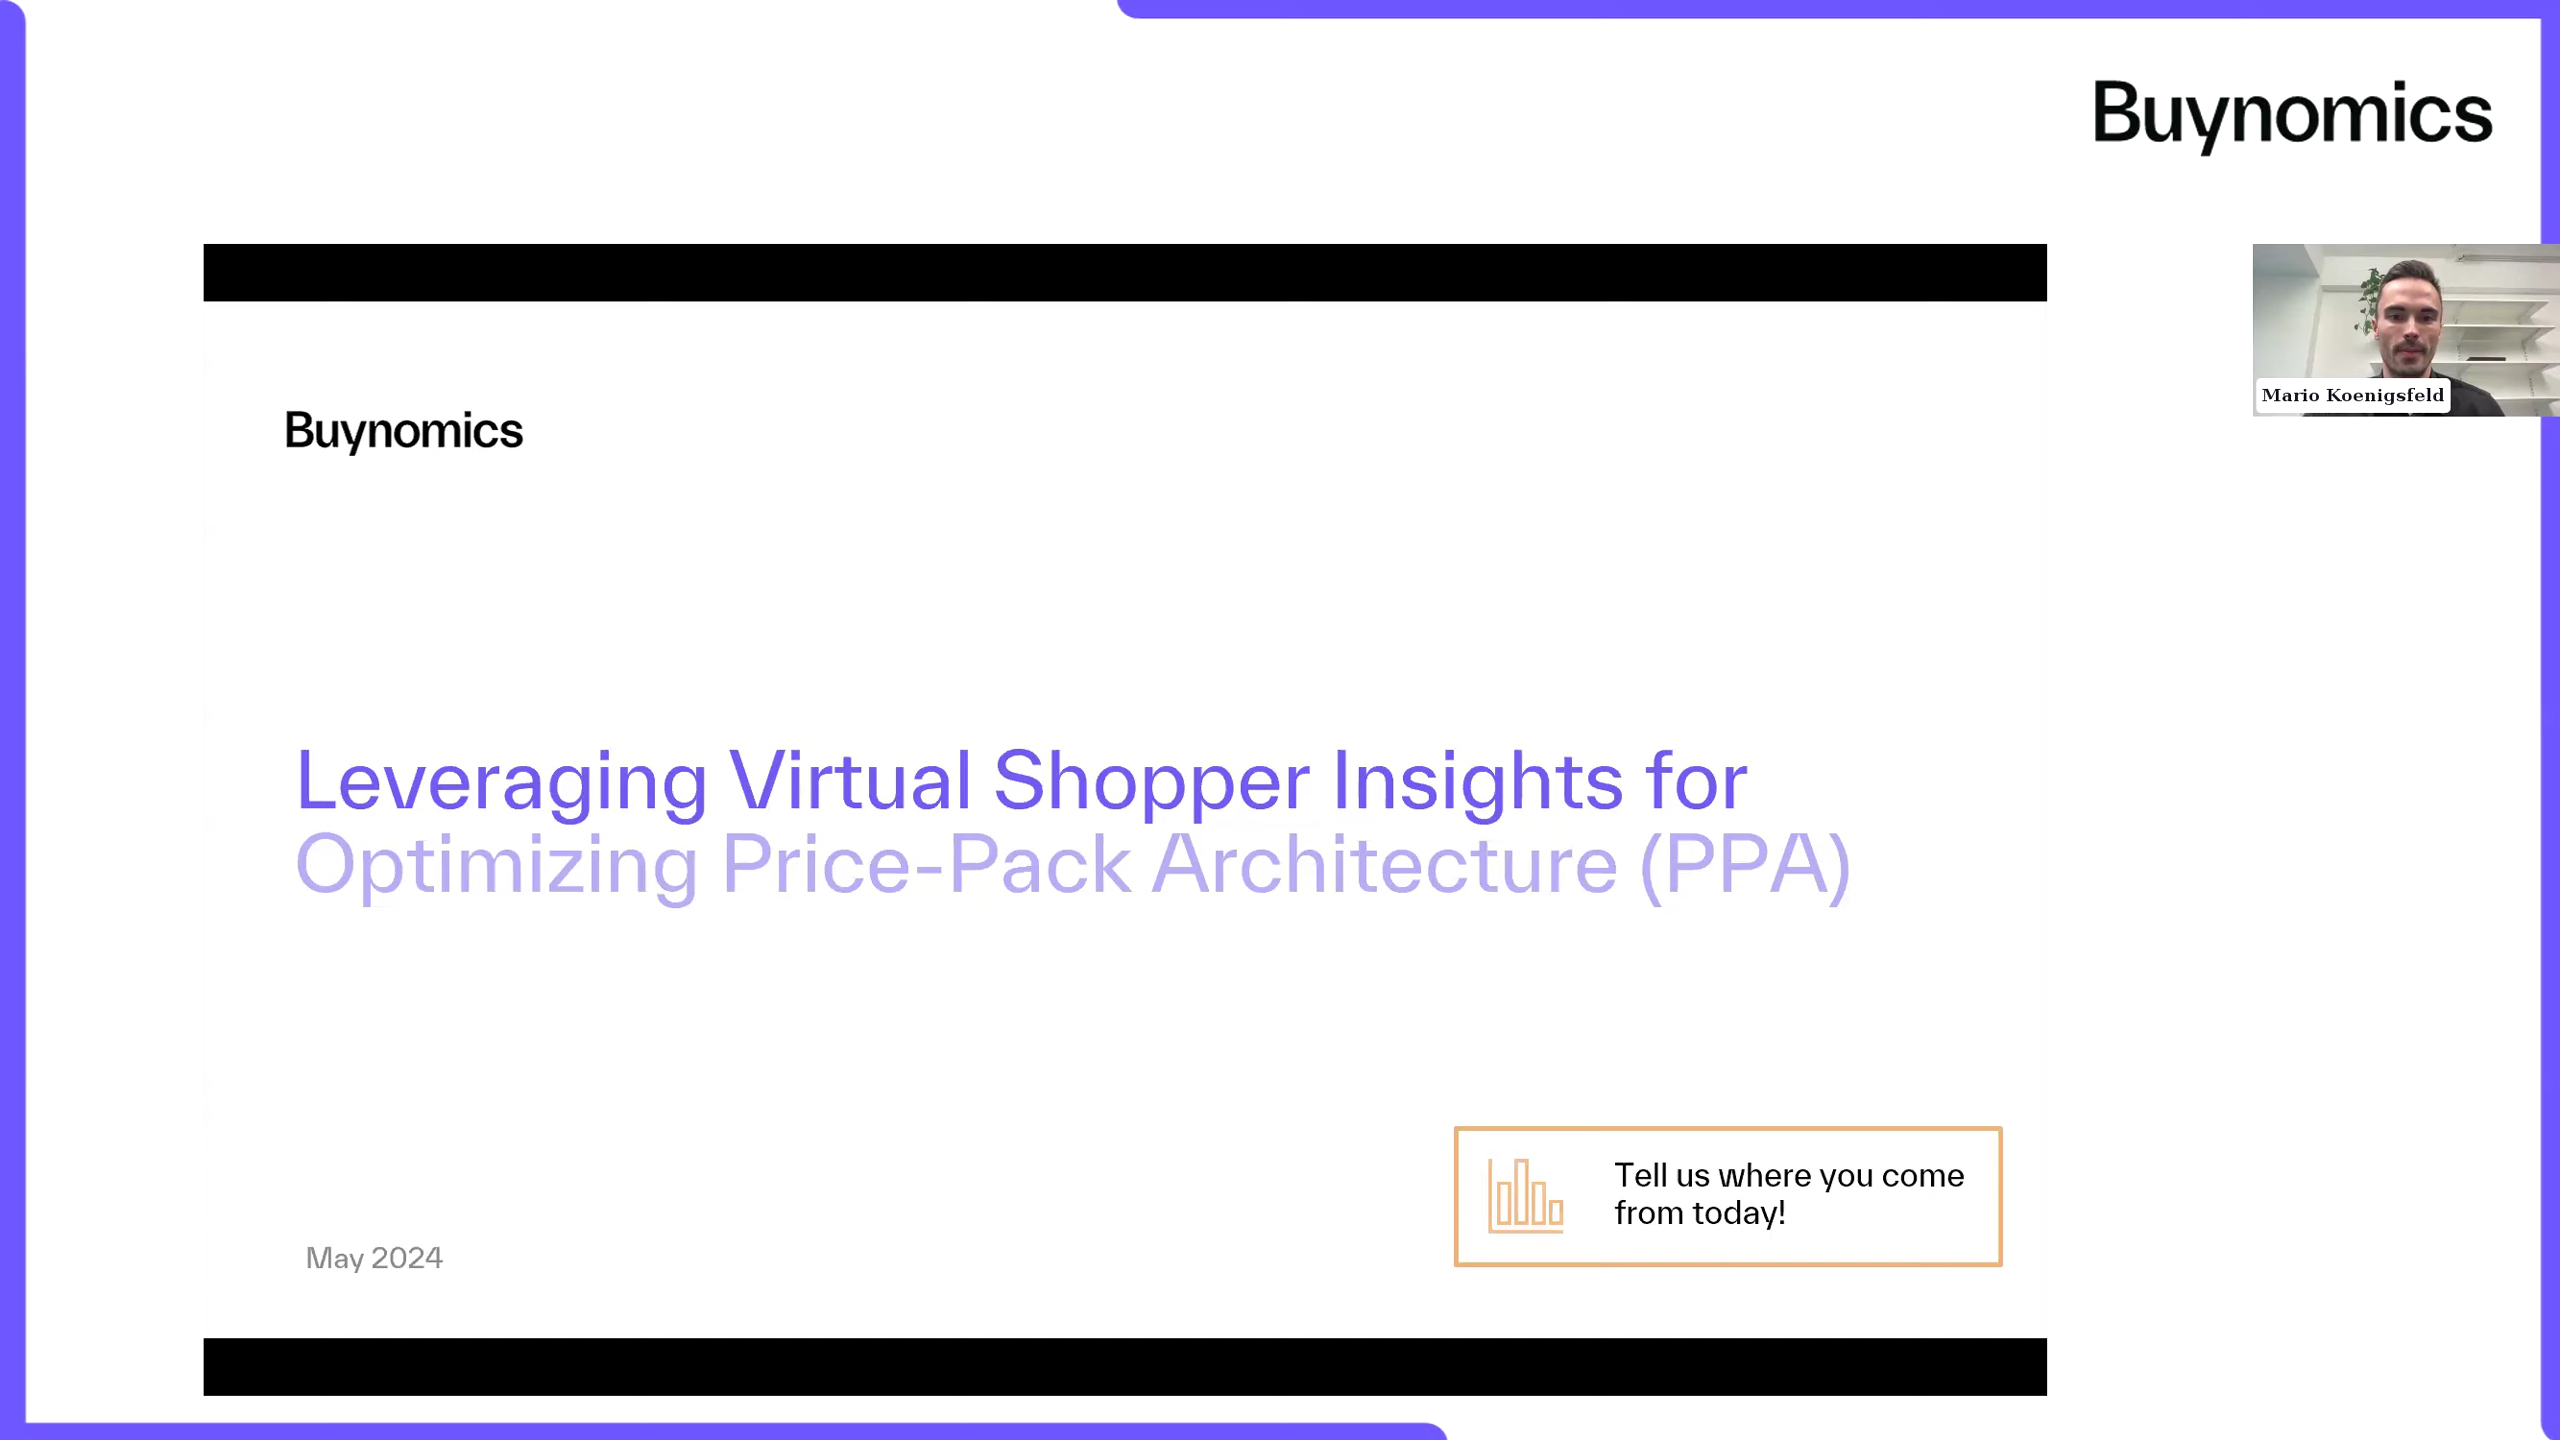 Buynomics
Mario Koenigsfeld
Buynomics
Leveraging Virtual Shopper Insights for
Optimizing Price-Pack Architecture (PPA)
Tell us where you come
from today!
May 2024